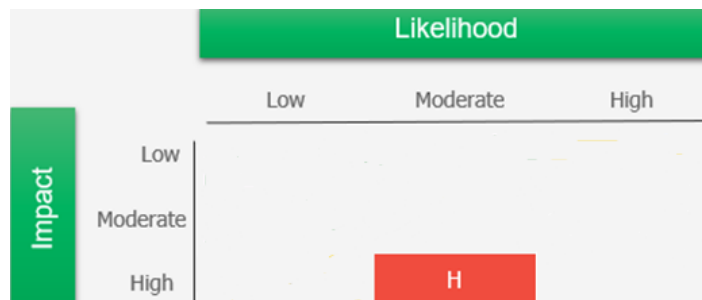 Likelihood
Low Moderate High
Impact
Low
Moderate
High H